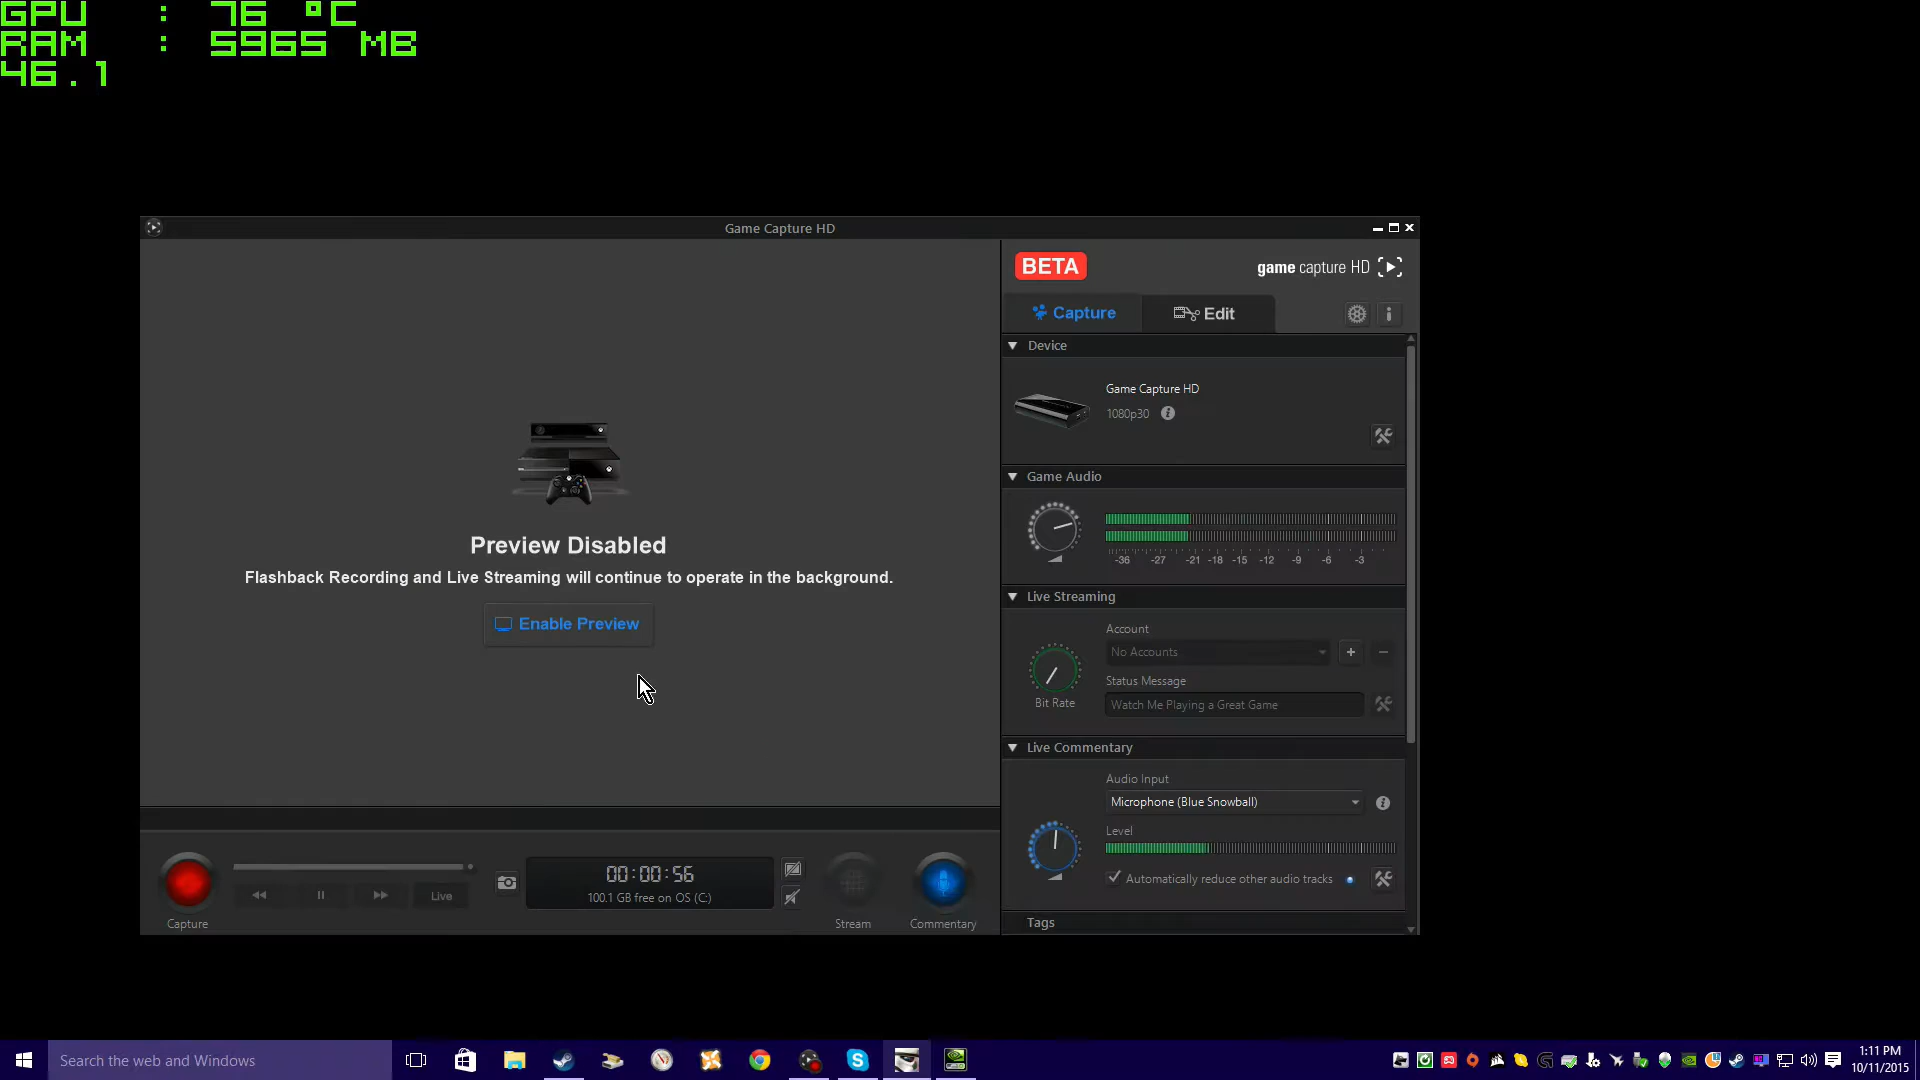 GPU : 76 °C
RAM : 5965 MB
46.1
Game Capture HD
BETA
game capture HD
Capture
Edit
Device
Game Capture HD
1080p30
Game Audio
-36 -27 -21 -18 -15 -12 -9 -6 -3
Preview Disabled
Flashback Recording and Live Streaming will continue to operate in the background.
Enable Preview
Live Streaming
Account
No Accounts
Status Message
Bit Rate
Watch Me Playing a Great Game
Live Commentary
Audio Input
Microphone (Blue Snowball)
Level
Automatically reduce other audio tracks
Tags
00:00:56
100.1 GB free on OS (C:)
Live
Capture
Stream
Commentary
Search the web and Windows
1:11 PM
10/11/2015